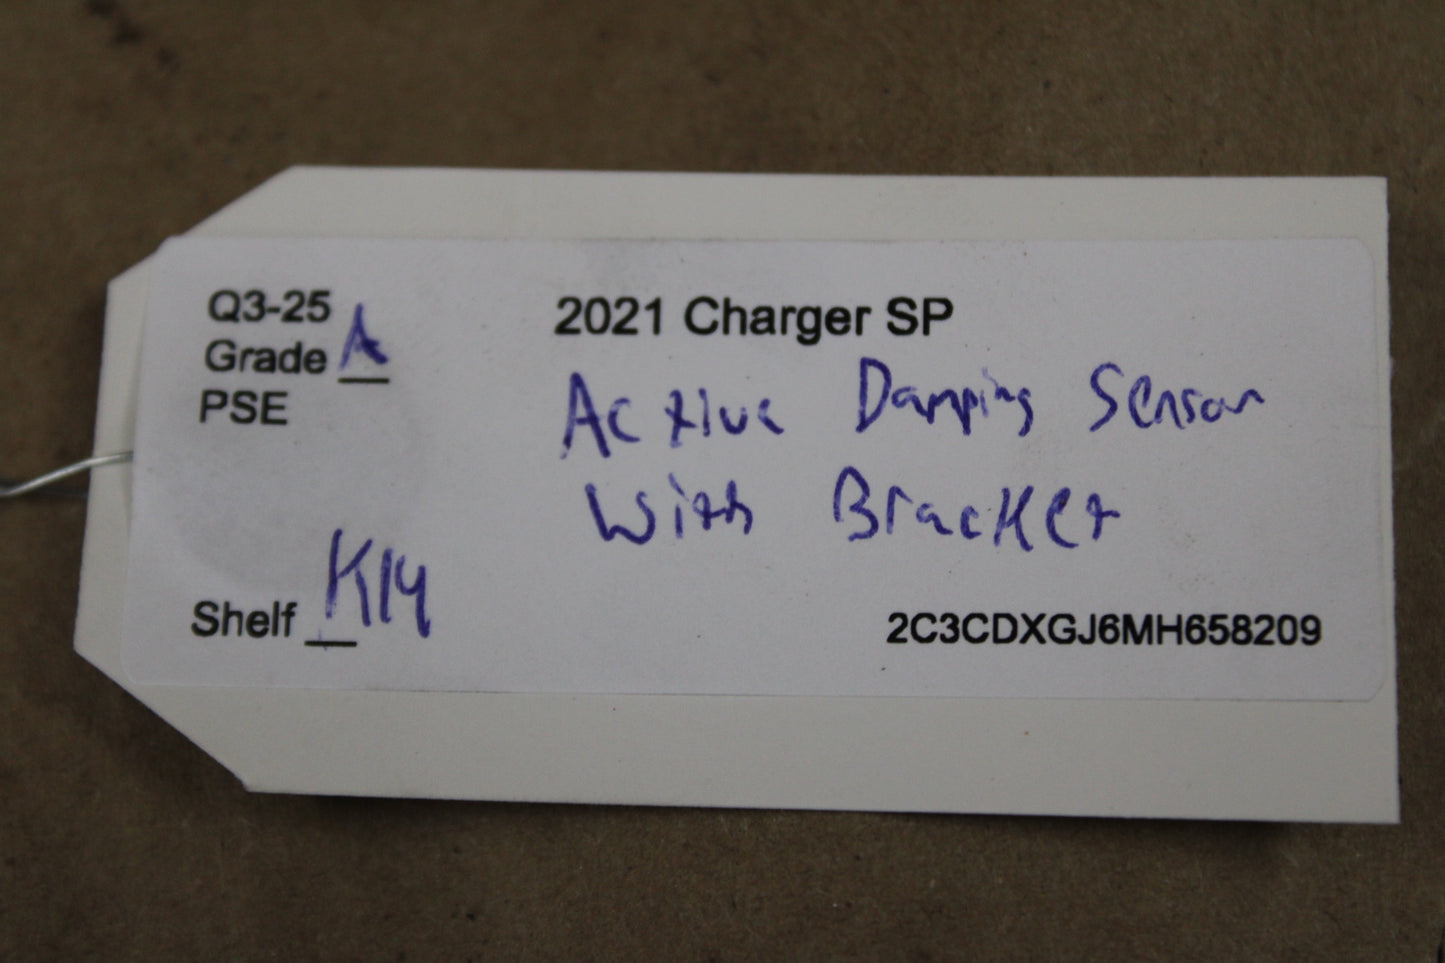 Q3-25
Grade A
PSE
2021 Charger SP
Active Damping Sensor
With Bracket
Shelf K14
2C3CDXGJ6MH658209